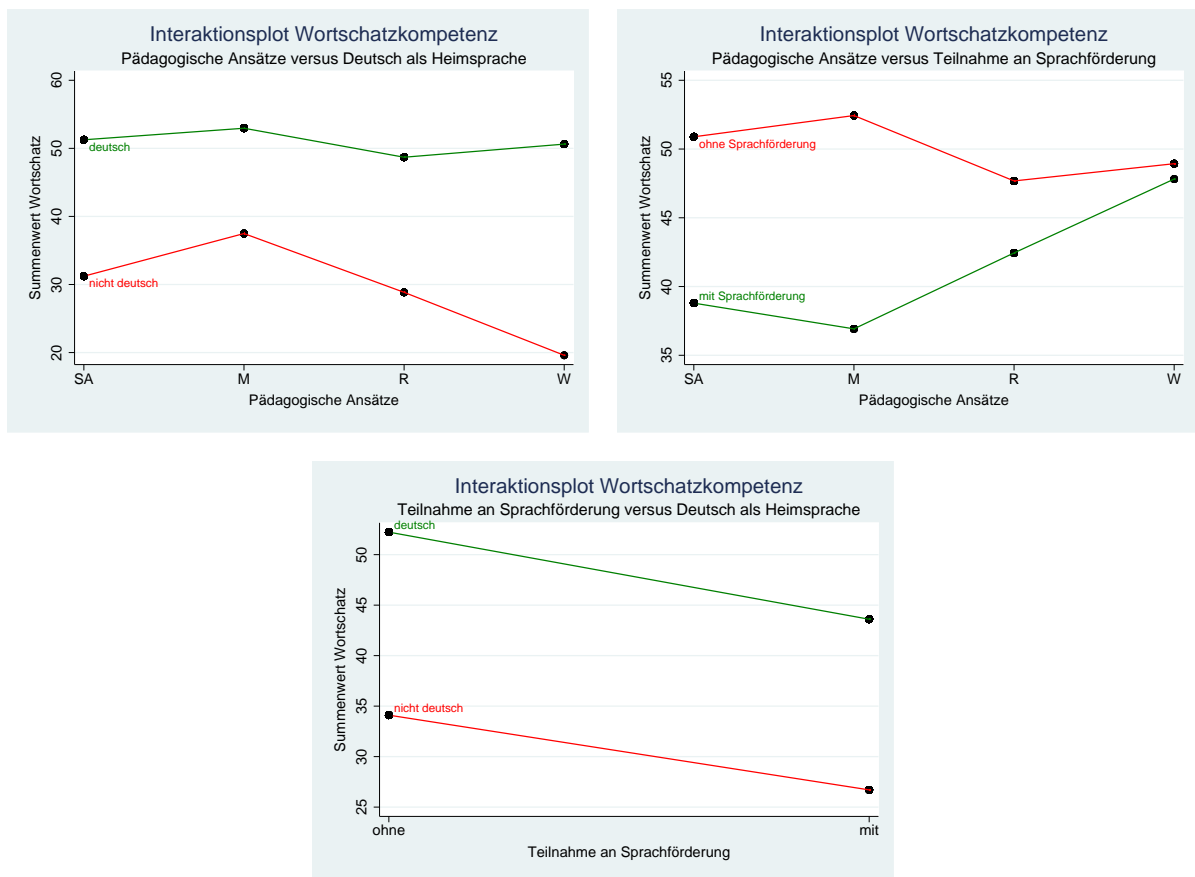 Interaktionsplot Wortschatzkompetenz
Pädagogische Ansätze versus Deutsch als Heimsprache
Summenwert Wortschatz
60
50
40
30
20
deutsch
nicht deutsch
SA M R W
Pädagogische Ansätze
Interaktionsplot Wortschatzkompetenz
Pädagogische Ansätze versus Teilnahme an Sprachförderung
Summenwert Wortschatz
55
50
45
40
35
ohne Sprachförderung
mit Sprachförderung
SA M R W
Pädagogische Ansätze
Interaktionsplot Wortschatzkompetenz
Teilnahme an Sprachförderung versus Deutsch als Heimsprache
Summenwert Wortschatz
50
45
40
35
30
25
deutsch
nicht deutsch
ohne mit
Teilnahme an Sprachförderung